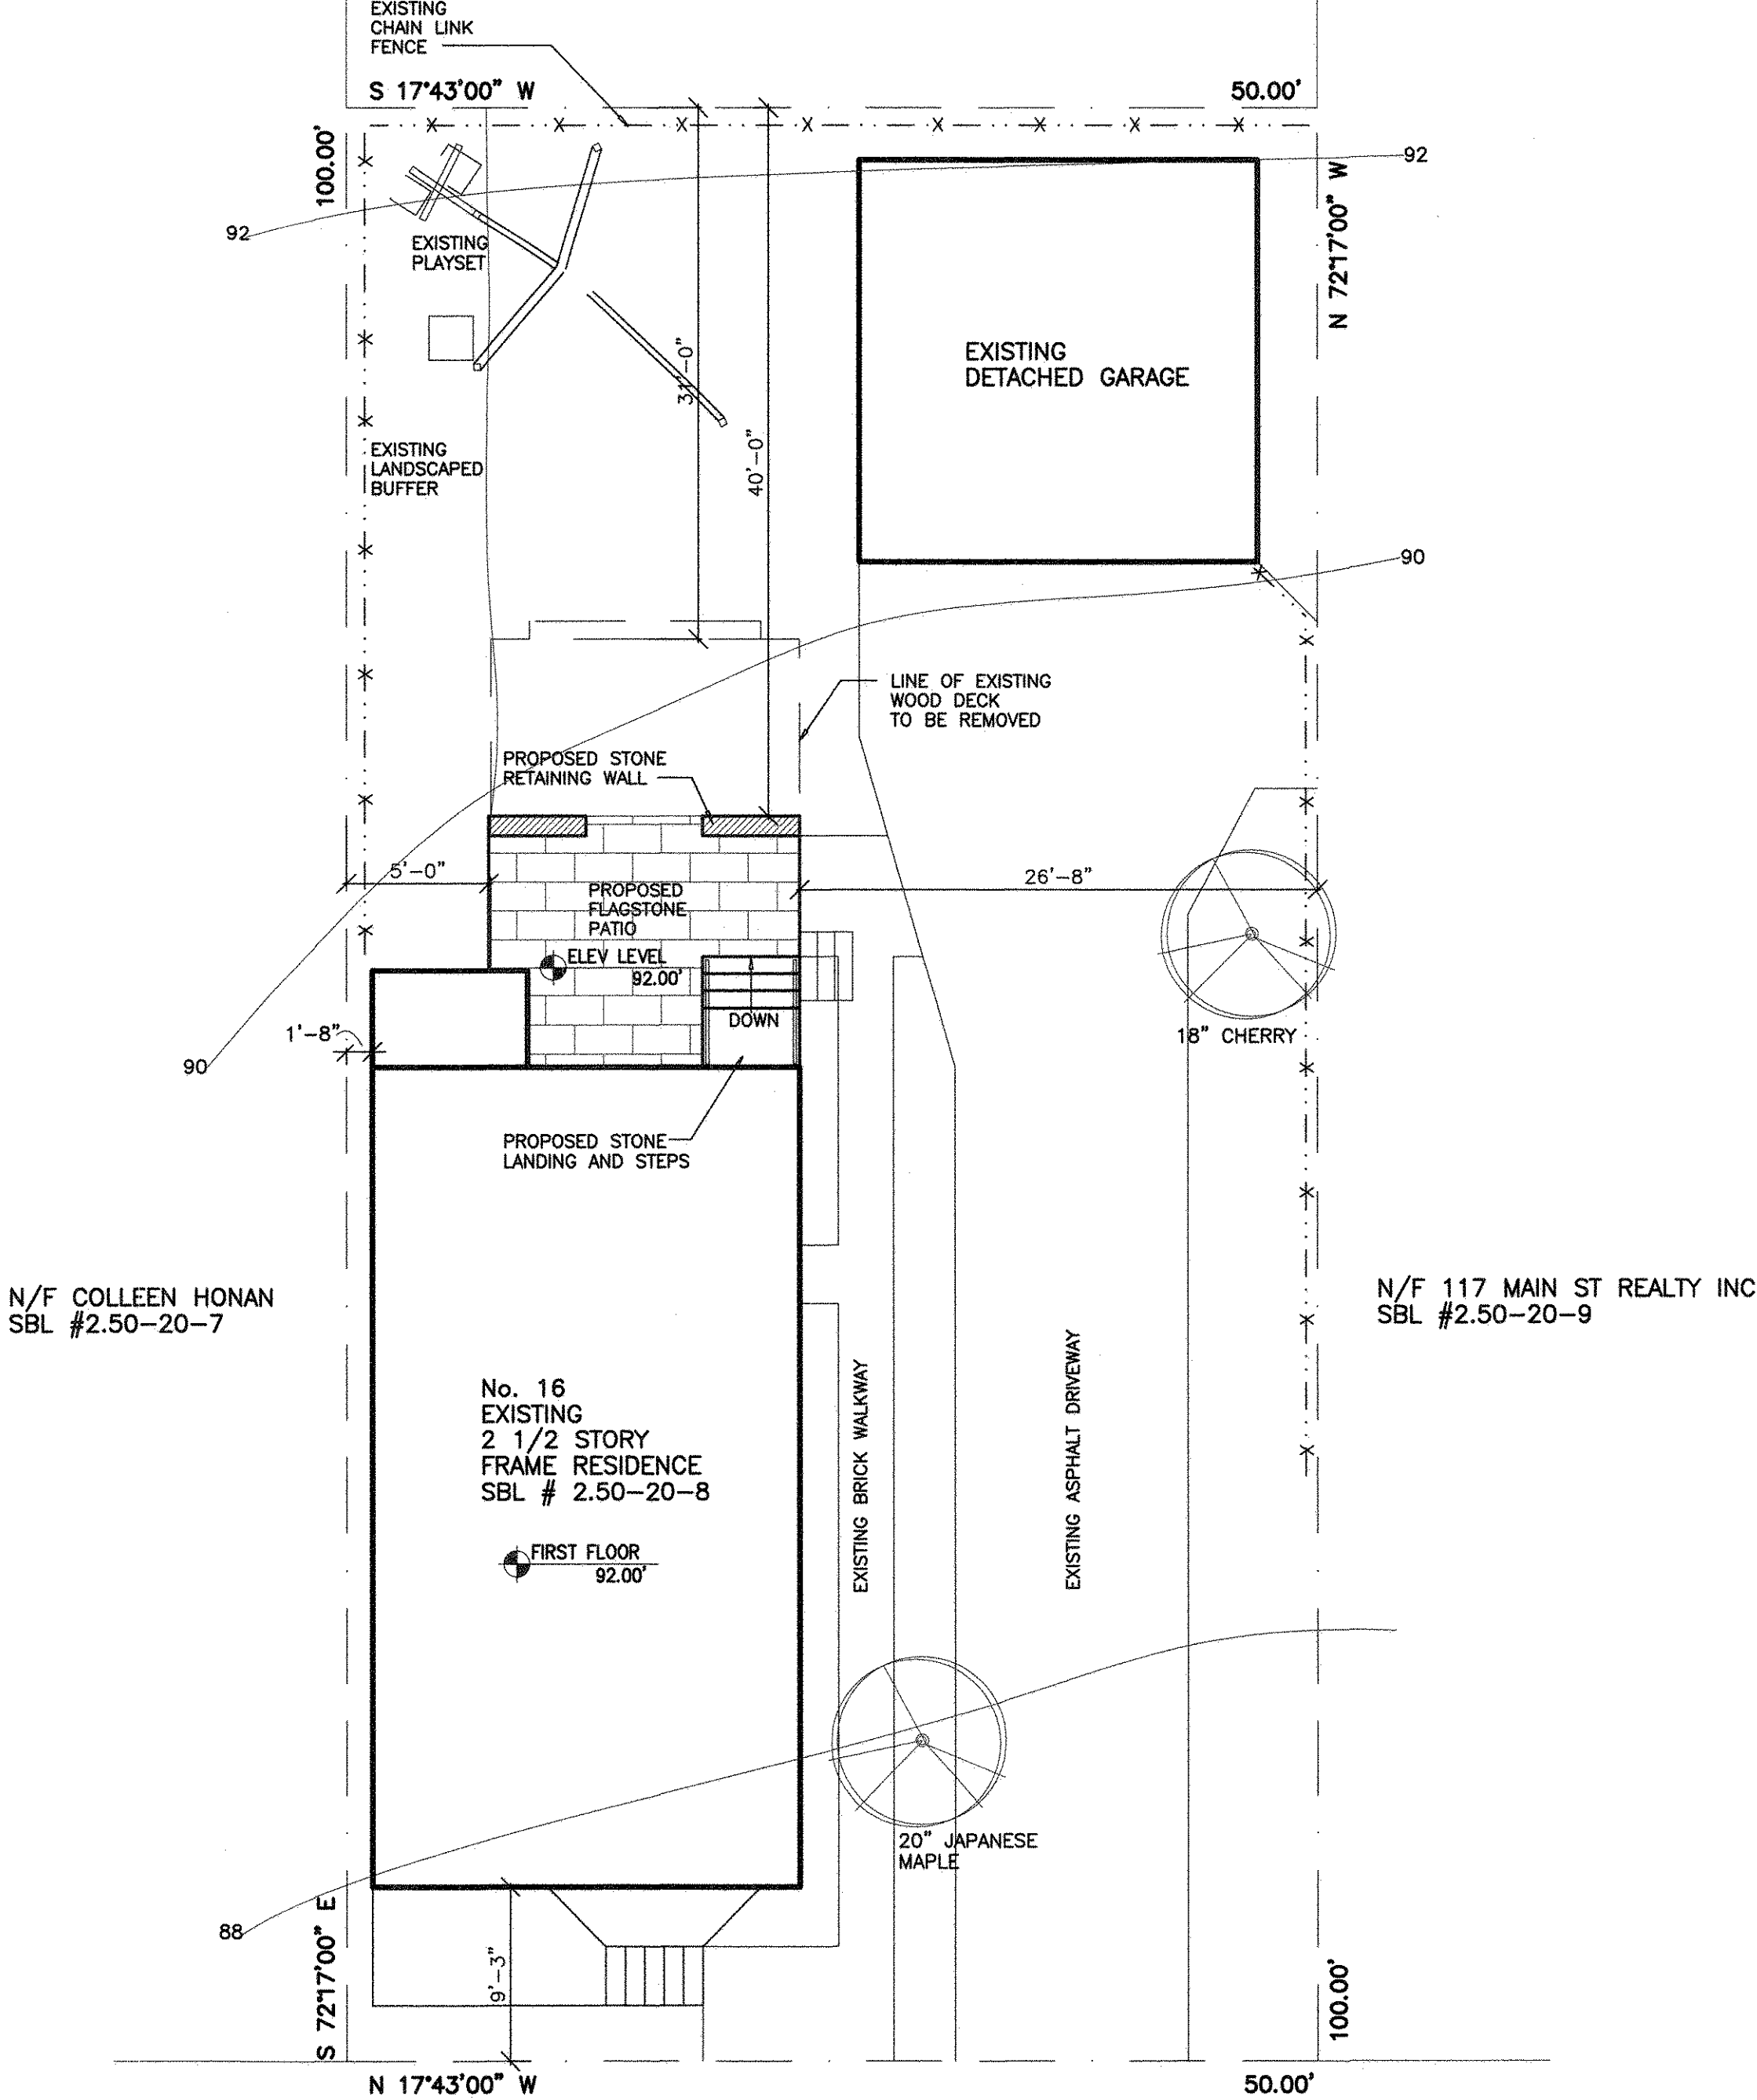 EXISTING
CHAIN LINK
FENCE
S 17°43'00" W
50.00'
100.00'
N 72°17'00" W
92
92
EXISTING
PLAYSET
EXISTING
DETACHED GARAGE
31'-0"
40'-0"
EXISTING
LANDSCAPED
BUFFER
90
LINE OF EXISTING
WOOD DECK
TO BE REMOVED
PROPOSED STONE
RETAINING WALL
5'-0"
26'-8"
PROPOSED
FLAGSTONE
PATIO
ELEV LEVEL
92.00'
DOWN
18" CHERRY
1'-8"
90
PROPOSED STONE
LANDING AND STEPS
N/F COLLEEN HONAN
SBL #2.50-20-7
N/F 117 MAIN ST REALTY INC
SBL #2.50-20-9
No. 16
EXISTING
2 1/2 STORY
FRAME RESIDENCE
SBL # 2.50-20-8
EXISTING BRICK WALKWAY
EXISTING ASPHALT DRIVEWAY
FIRST FLOOR
92.00'
20" JAPANESE
MAPLE
88
S 72°17'00" E
9'-3"
100.00'
N 17°43'00" W
50.00'